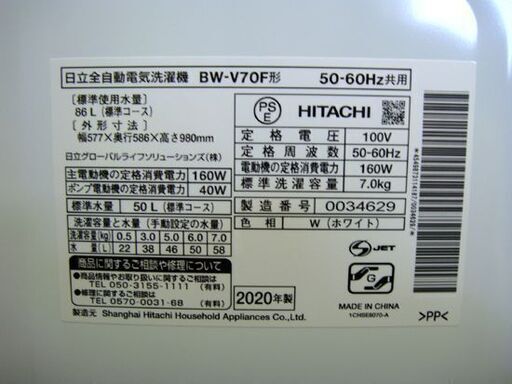 日立全自動電気洗濯機 BW-V70F形 50-60Hz共用
[標準使用水量]
86L(標準コース)
[外形寸法]
幅577×奥行586×高さ980mm
日立グローバルライフソリューションズ(株)
主電動機の定格消費電力 160W
ポンプ電動機の定格消費電力 40W
標準水量 50L(標準コース)
洗濯容量と水量(手動設定の水量)
洗濯容量(kg) 0.5 3.0 5.0 6.0 7.0
水量(L) 22 38 46 50 58
商品に関するご相談や修理について
商品情報やお取り扱いに関するご相談
TEL 050-3155-1111(有料)
修理に関するご相談
TEL 0570-0031-68(有料)
製造元 Shanghai Hitachi Household Appliances Co.,Ltd.
PS
E
HITACHI
定格電圧 100V
定格周波数 50-60Hz
電動機の定格消費電力 160W
標準洗濯容量 7.0kg
製造番号 0034629
色相 W(ホワイト)
2020年製
S-JET
G
MADE IN CHINA
1CHSE8070-A
>PP<